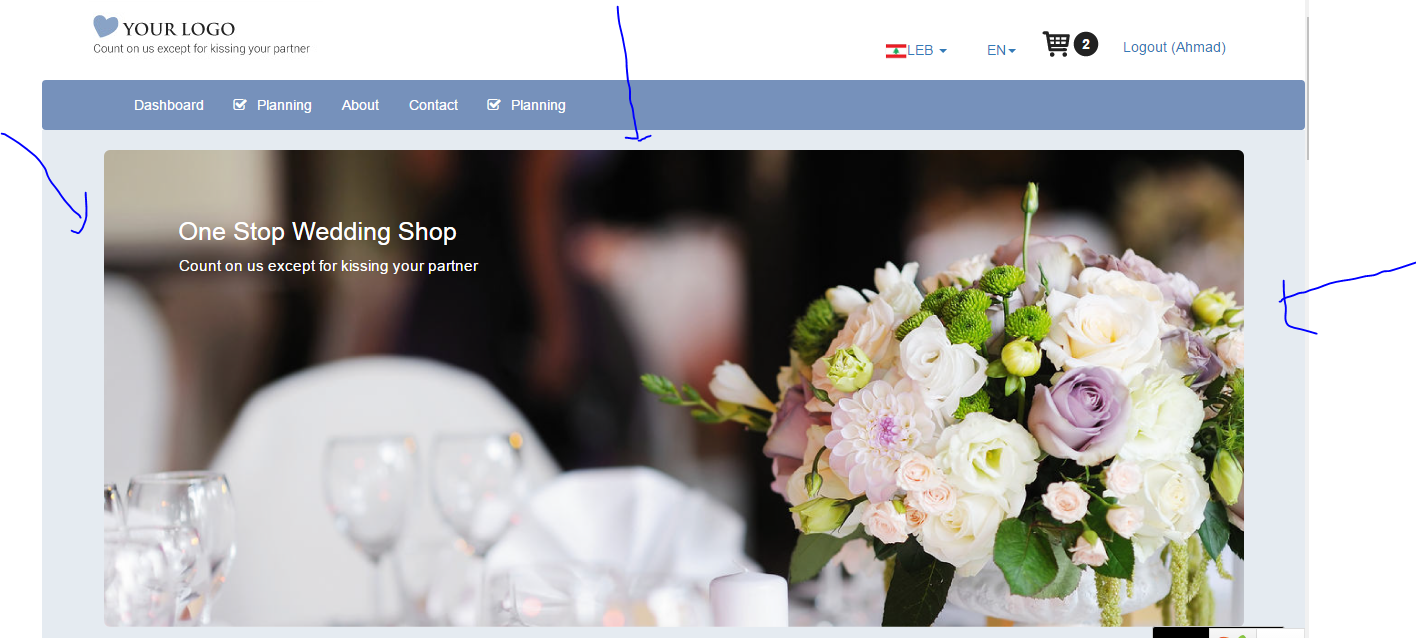 YOUR LOGO
Count on us except for kissing your partner
LEB EN 2 Logout (Ahmad)
Dashboard Planning About Contact Planning
One Stop Wedding Shop
Count on us except for kissing your partner